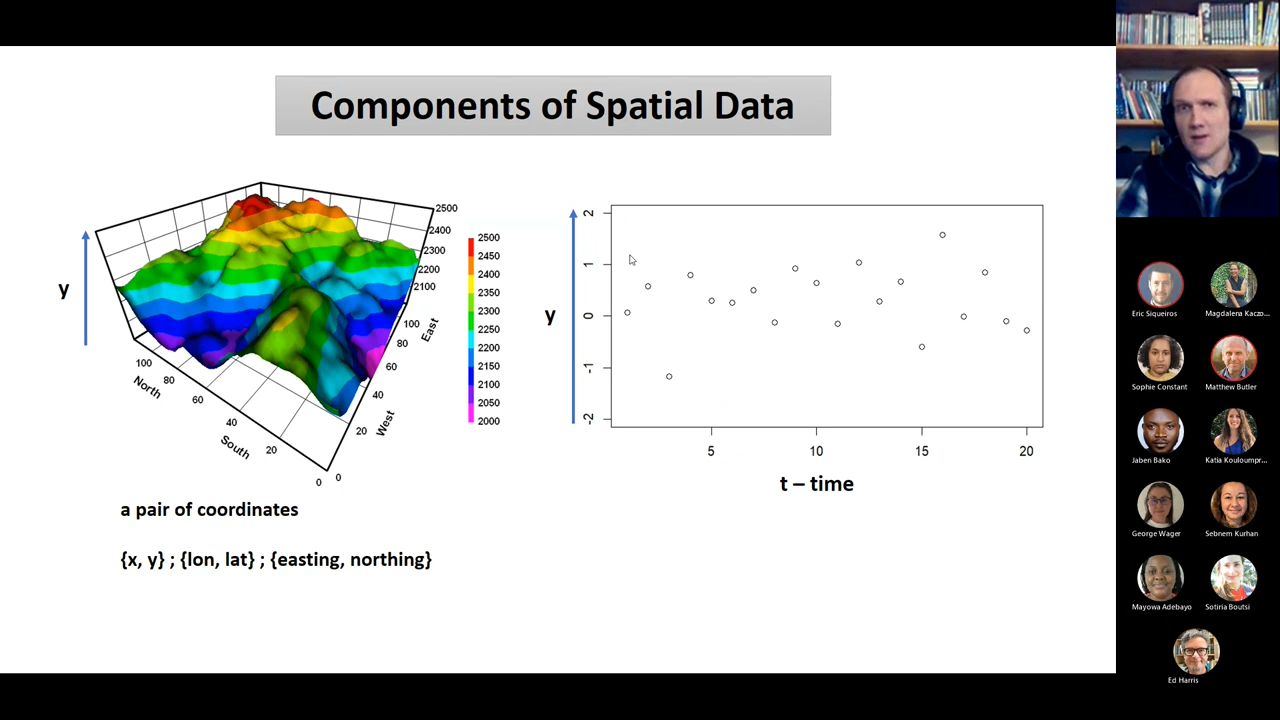 Components of Spatial Data
y
2500
2400
2300
2200
2100
100
80
60
40
20
0
East
West
100
80
60
40
20
0
North
South
2500
2450
2400
2350
2300
2250
2200
2150
2100
2050
2000
y
2
1
0
-1
-2
5
10
15
20
t – time
a pair of coordinates
{x, y} ; {lon, lat} ; {easting, northing}
Eric Siqueiros
Magdalena Kaczo...
Sophie Constant
Matthew Butler
Jaben Bako
Katia Kouloumpr...
George Wager
Sebnem Kurhan
Mayowa Adebayo
Sotiria Boutsi
Ed Harris